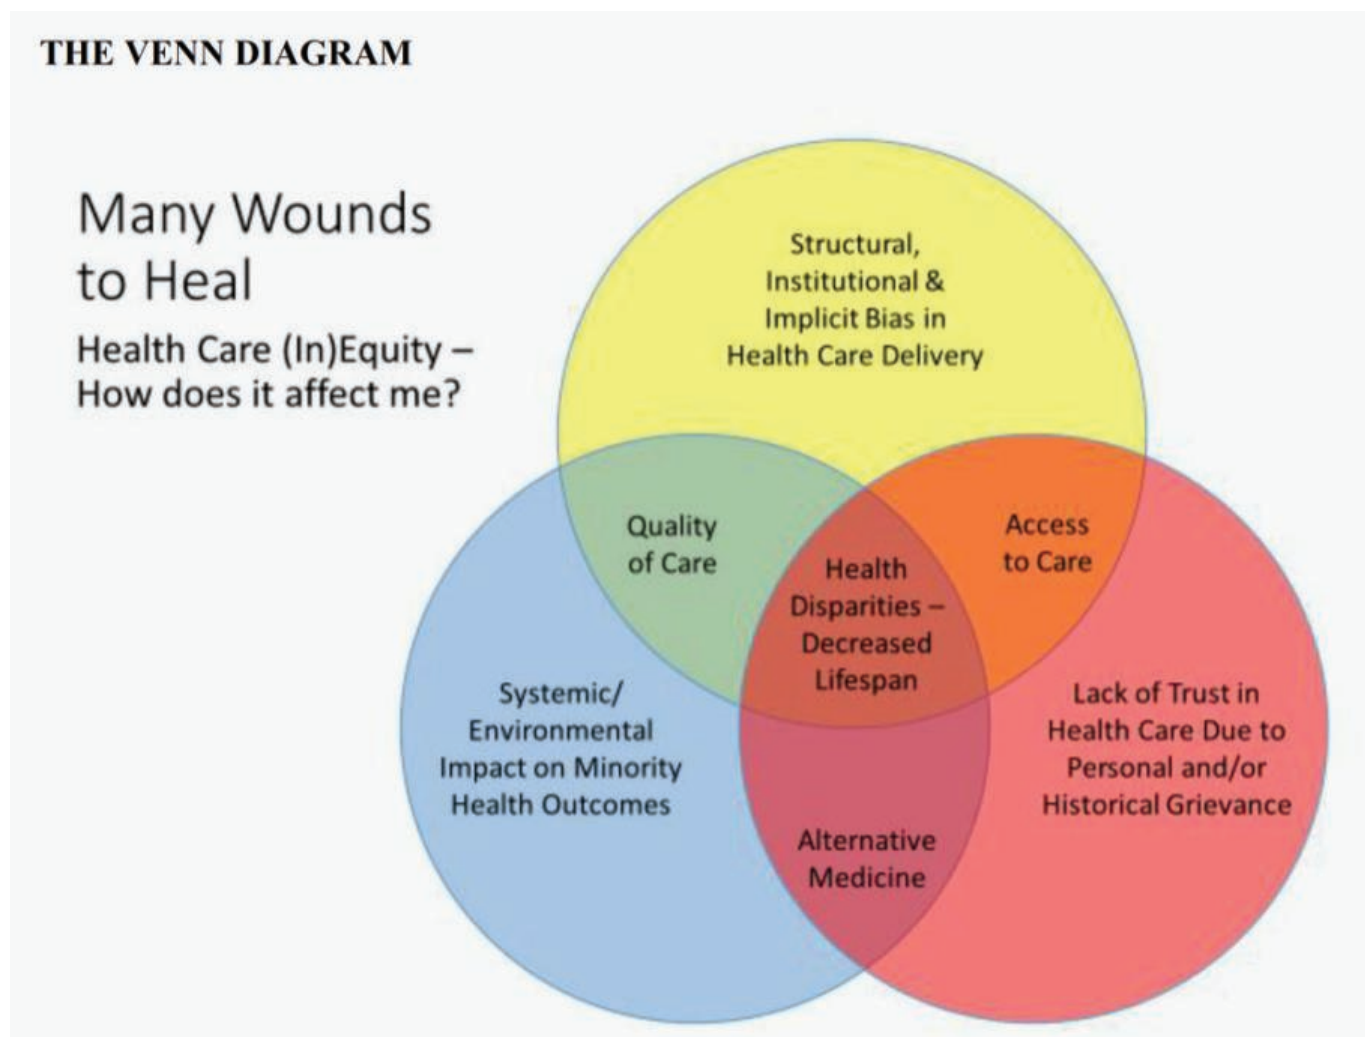 THE VENN DIAGRAM
Many Wounds
to Heal
Health Care (In)Equity –
How does it affect me?
Structural,
Institutional &
Implicit Bias in
Health Care Delivery
Quality
of Care
Health
Disparities –
Decreased
Lifespan
Access
to Care
Systemic/
Environmental
Impact on Minority
Health Outcomes
Alternative
Medicine
Lack of Trust in
Health Care Due to
Personal and/or
Historical Grievance